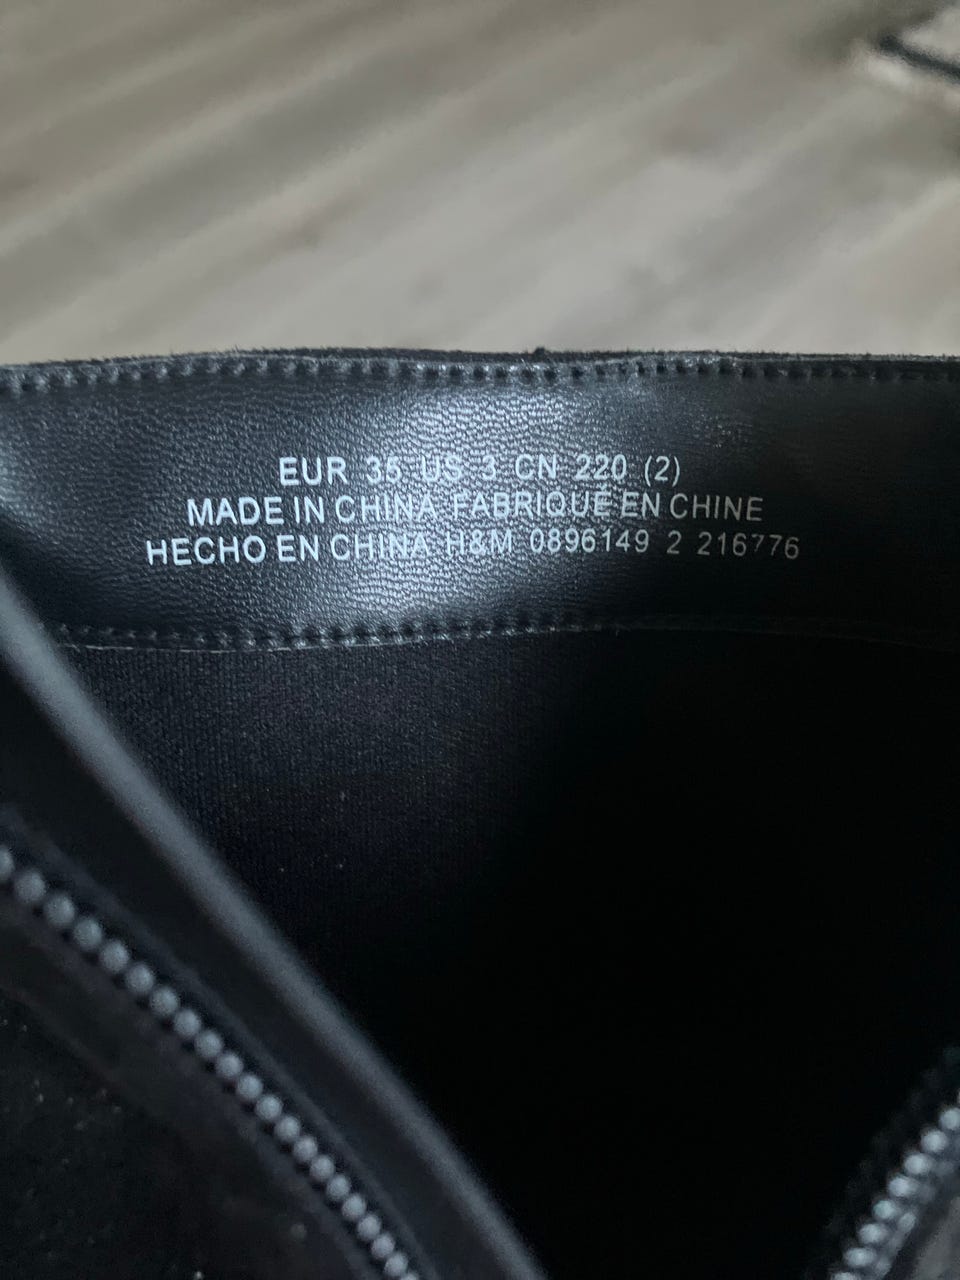 EUR 35 US 3 CN 220 (2)
MADE IN CHINA FABRIQUE EN CHINE
HECHO EN CHINA H&M 0896149 2 216776